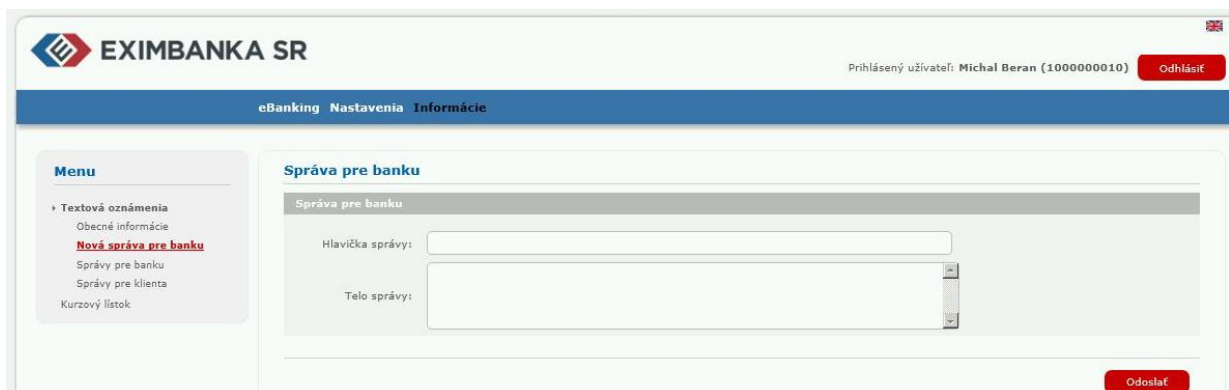 EXIMBANKA SR
Prihlásený užívateľ: Michal Beran (1000000010)
Odhlásiť
eBanking Nastavenia Informácie
Menu
Textová oznámenia
Obecné informácie
Nová správa pre banku
Správy pre banku
Správy pre klienta
Kurzový lístok
Správa pre banku
Správa pre banku
Hlavička správy:
Telo správy:
Odoslať